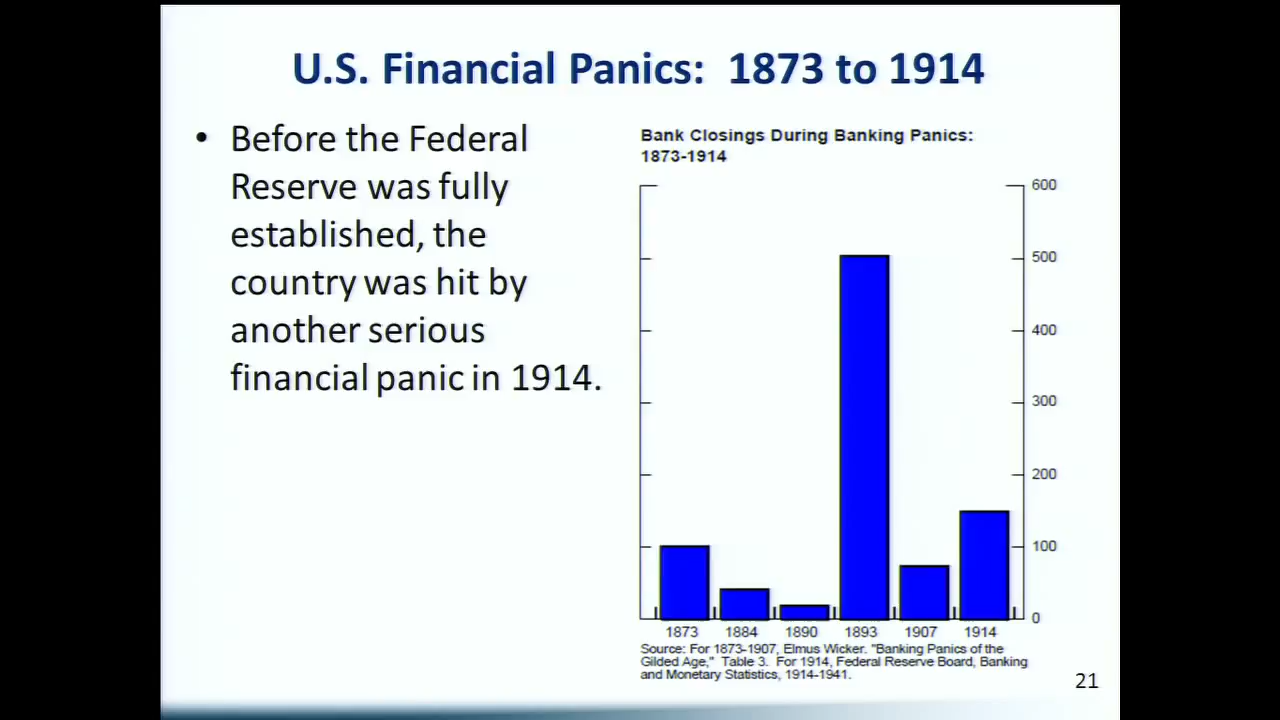 U.S. Financial Panics: 1873 to 1914
• Before the Federal
Reserve was fully
established, the
country was hit by
another serious
financial panic in 1914.
Bank Closings During Banking Panics:
1873-1914
600
500
400
300
200
100
0
1873 1884 1890 1893 1907 1914
Source: For 1873-1907, Elmus Wicker. "Banking Panics of the
Gilded Age," Table 3. For 1914, Federal Reserve Board, Banking
and Monetary Statistics, 1914-1941.
21